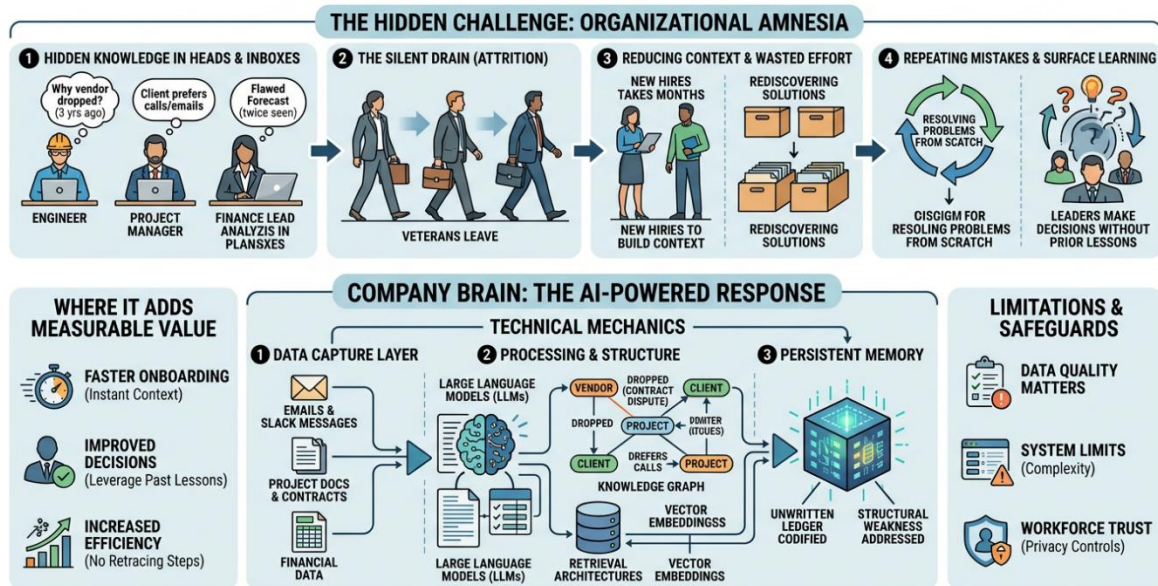 THE HIDDEN CHALLENGE: ORGANIZATIONAL AMNESIA
1 HIDDEN KNOWLEDGE IN HEADS & INBOXES
Why vendor
dropped?
(3 yrs ago)
Client prefers
calls/emails
Flawed
Forecast
(twice seen)
ENGINEER
PROJECT
MANAGER
FINANCE LEAD
ANALYZIS IN
PLANSXES
2 THE SILENT DRAIN (ATTRITION)
VETERANS LEAVE
3 REDUCING CONTEXT & WASTED EFFORT
NEW HIRES
TAKES MONTHS
NEW HIRIES TO
BUILD CONTEXT
REDISCOVERING
SOLUTIONS
REDISCOVERING
SOLUTIONS
4 REPEATING MISTAKES & SURFACE LEARNING
RESOLVING
PROBLEMS
FROM SCATCH
CISCIGM FOR
RESOLING PROBLEMS
FROM SCRATCH
LEADERS MAKE
DECISIONS WITHOUT
PRIOR LESSONS
WHERE IT ADDS
MEASURABLE VALUE
FASTER ONBOARDING
(Instant Context)
IMPROVED
DECISIONS
(Leverage Past Lessons)
INCREASED
EFFICIENCY
(No Retracing Steps)
COMPANY BRAIN: THE AI-POWERED RESPONSE
TECHNICAL MECHANICS
1 DATA CAPTURE LAYER
EMAILS &
SLACK MESSAGES
PROJECT DOCS
& CONTRACTS
FINANCIAL
DATA
2 PROCESSING & STRUCTURE
LARGE LANGUAGE
MODELS (LLMs)
LARGE LANGUAGE
MODELS (LLMs)
VENDOR
DROPPED
(CONTRACT
DISPUTE)
CLIENT
DROPPED
PROJECT
DDMITER
(ITGUES)
CLIENT
DREFERS
CALLS
PROJECT
KNOWLEDGE GRAPH
VECTOR
EMBEDDINGSS
RETRIEVAL
ARCHITECTURES
VECTOR
EMBEDDINGS
3 PERSISTENT MEMORY
UNWRITTEN
LEDGER
CODIFIED
STRUCTURAL
WEAKNESS
ADDRESSED
LIMITATIONS &
SAFEGUARDS
DATA QUALITY
MATTERS
SYSTEM LIMITS
(Complexity)
WORKFORCE TRUST
(Privacy Controls)